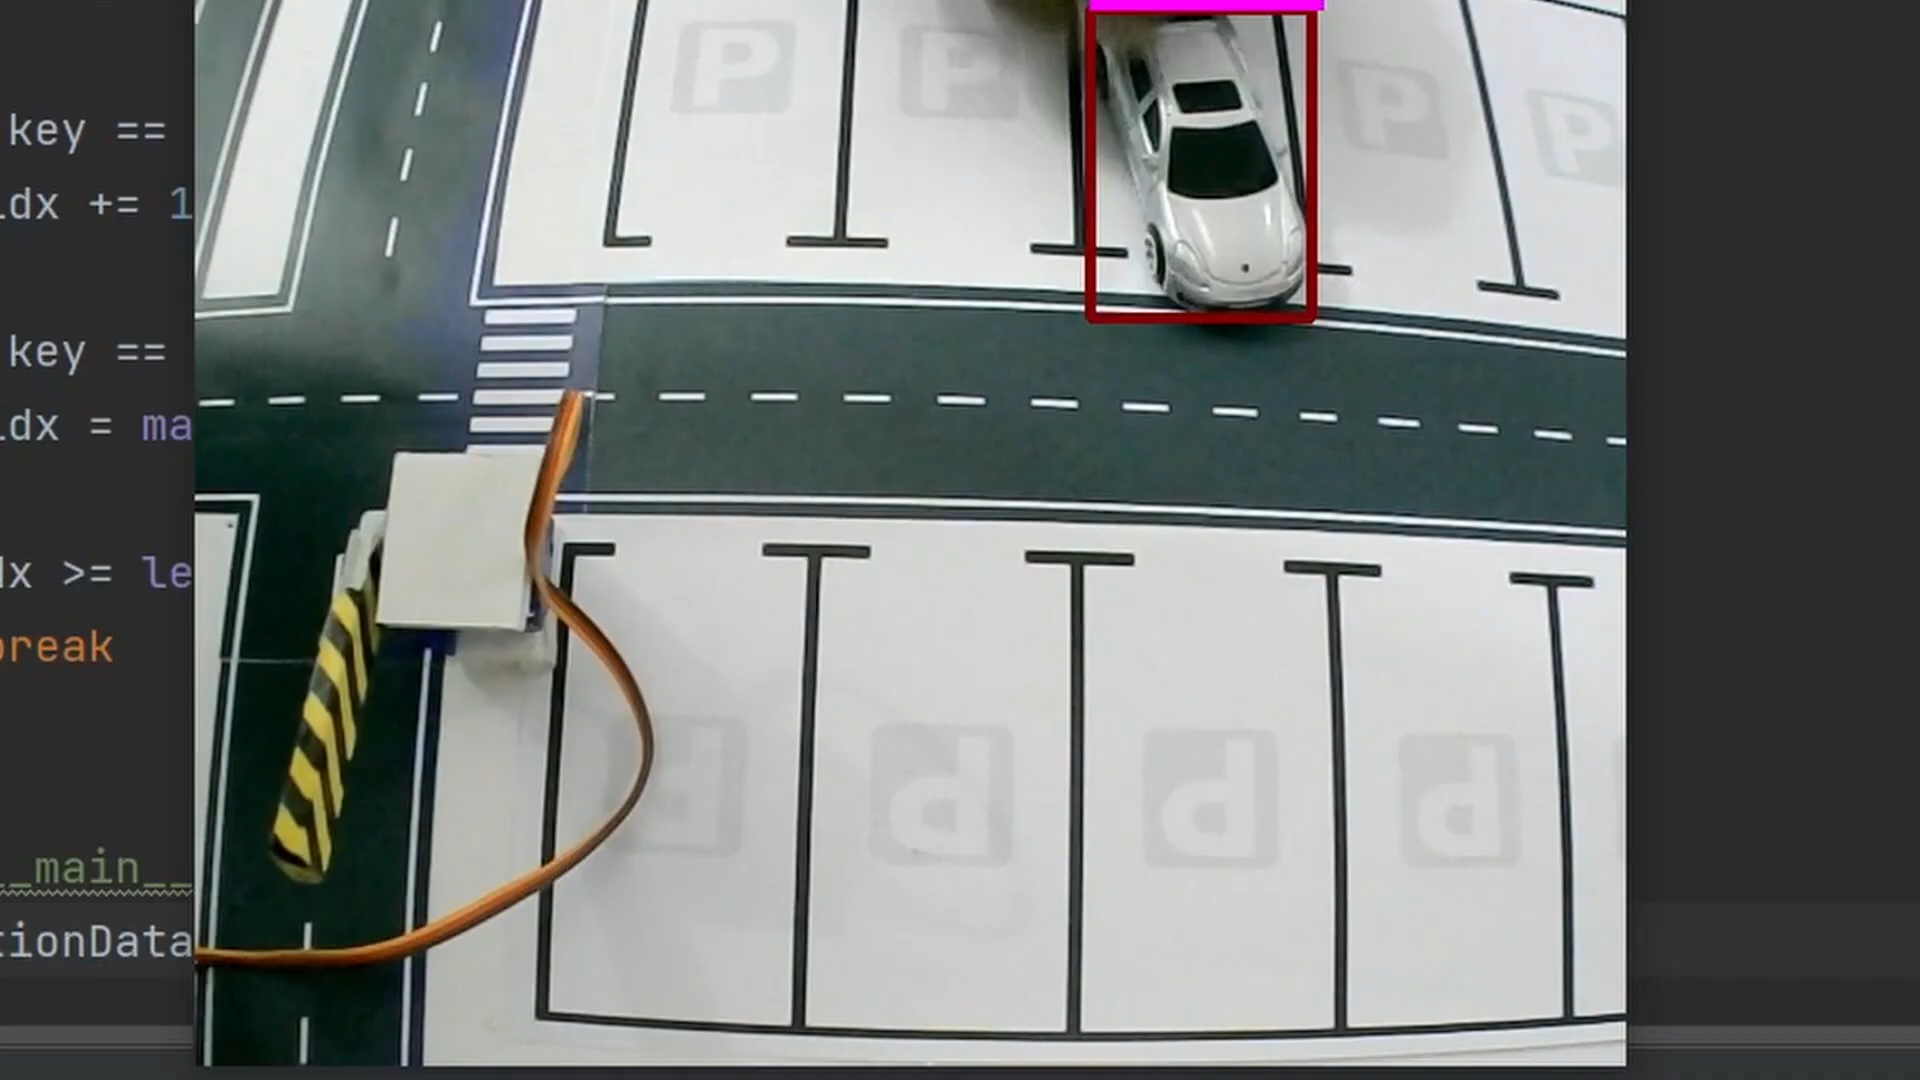 key ==
dx += 1
key ==
dx = ma
dx >= le
break
__main__
tionData
P
P
P
P
P
P
P
P